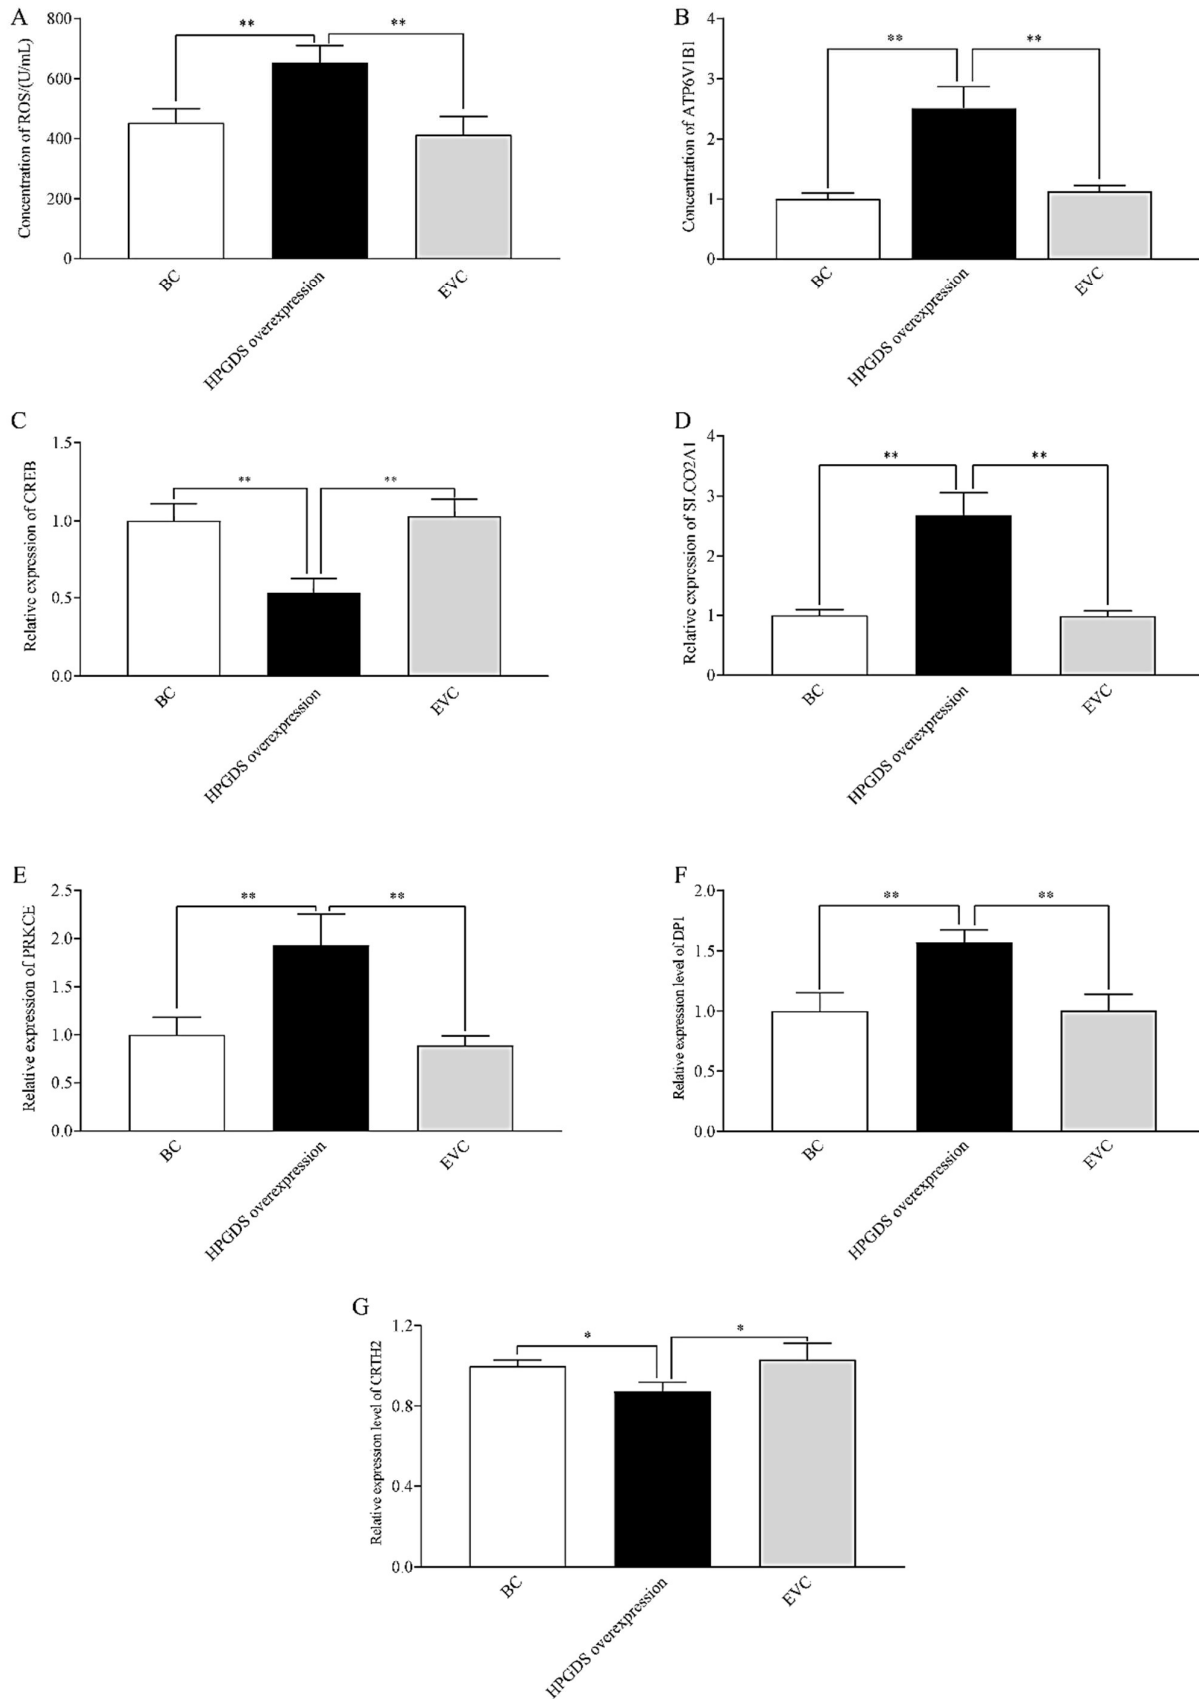 A
Concentration of ROS/(U/mL)
800
600
400
200
0
**
**
BC
HPGDS overexpression
EVC
B
Concentration of ATP6V1B1
4
3
2
1
0
**
**
BC
HPGDS overexpression
EVC
C
Relative expression of CREB
1.5
1.0
0.5
0.0
**
**
BC
HPGDS overexpression
EVC
D
Relative expression of SLCO2A1
4
3
2
1
0
**
**
BC
HPGDS overexpression
EVC
E
Relative expression of PRKCE
2.5
2.0
1.5
1.0
0.5
0.0
**
**
BC
HPGDS overexpression
EVC
F
Relative expression level of DP1
2.0
1.5
1.0
0.5
0.0
**
**
BC
HPGDS overexpression
EVC
G
Relative expression level of CRTH2
1.2
0.8
0.4
0.0
*
*
BC
HPGDS overexpression
EVC